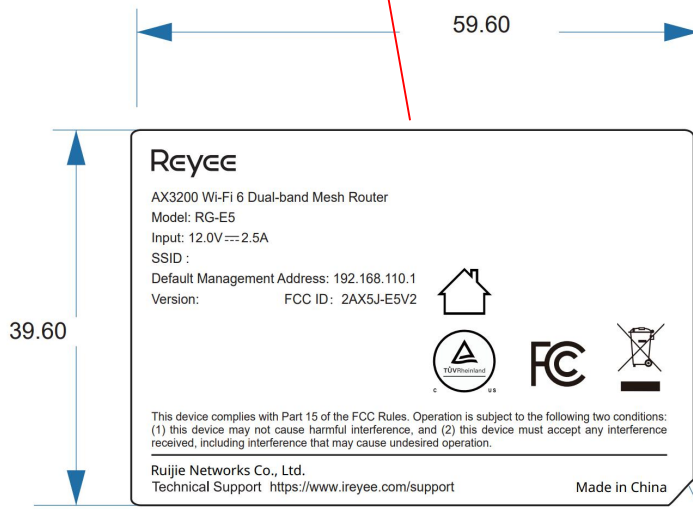 59.60
39.60
Reyee
AX3200 Wi-Fi 6 Dual-band Mesh Router
Model: RG-E5
Input: 12.0V⎓2.5A
SSID :
Default Management Address: 192.168.110.1
Version: FCC ID: 2AX5J-E5V2
TÜVRheinland
C US
FC
This device complies with Part 15 of the FCC Rules. Operation is subject to the following two conditions:
(1) this device may not cause harmful interference, and (2) this device must accept any interference
received, including interference that may cause undesired operation.
Ruijie Networks Co., Ltd.
Technical Support https://www.ireyee.com/support Made in China